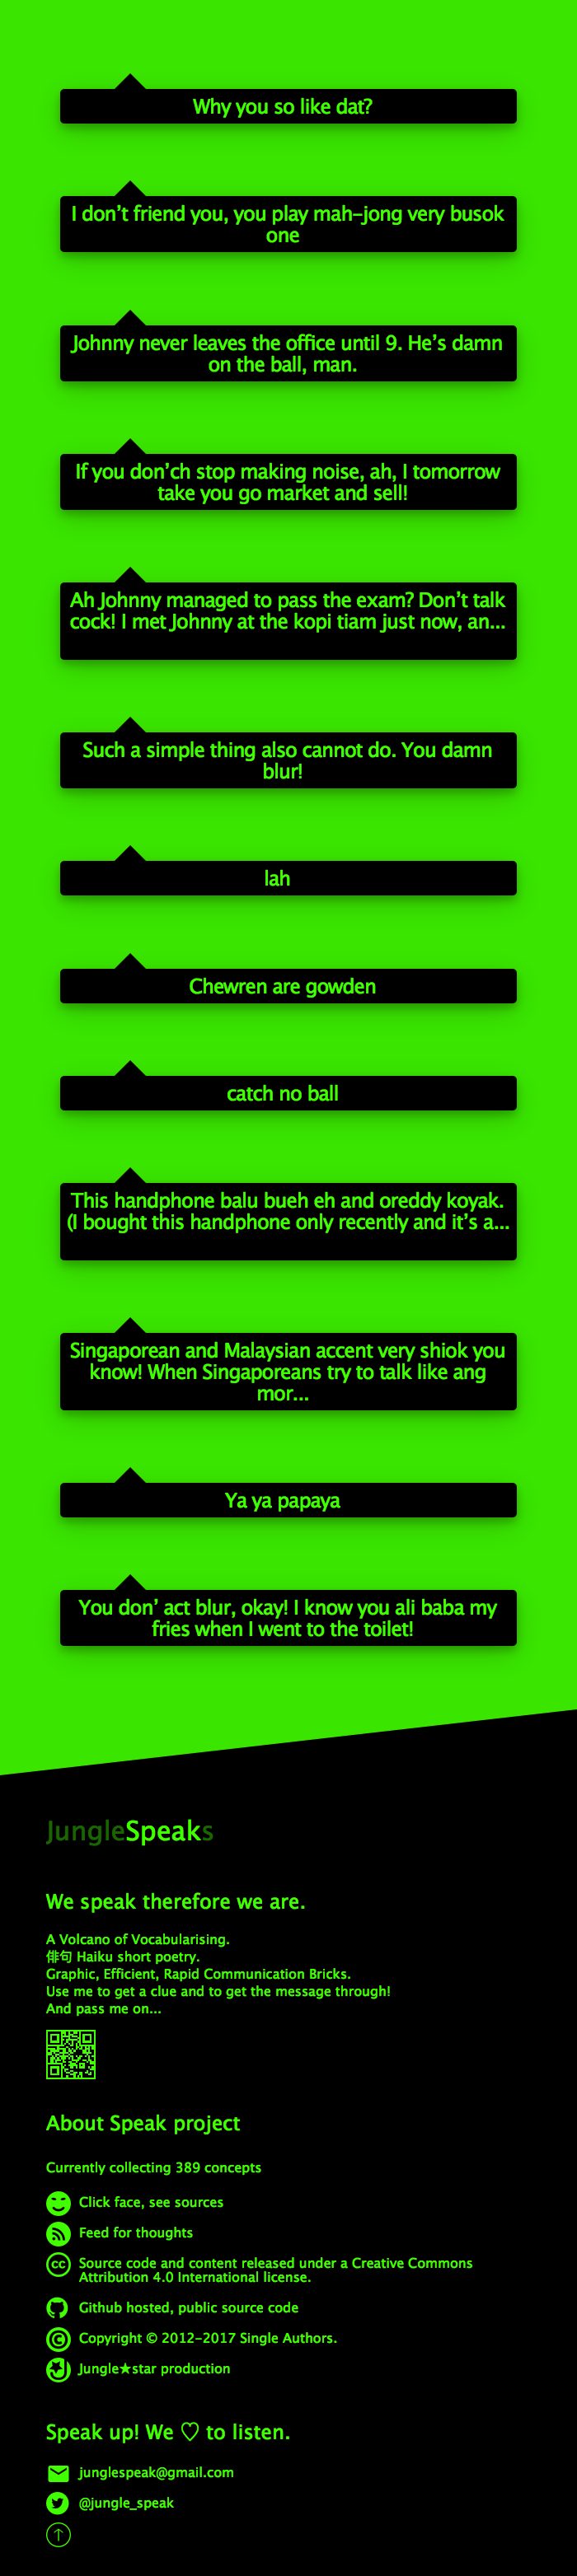 Why you so like dat?
I don’t friend you, you play mah-jong very busok
one
Johnny never leaves the office until 9. He’s damn
on the ball, man.
If you don’ch stop making noise, ah, I tomorrow
take you go market and sell!
Ah Johnny managed to pass the exam? Don’t talk
cock! I met Johnny at the kopi tiam just now, an...
Such a simple thing also cannot do. You damn
blur!
lah
Chewren are gowden
catch no ball
This handphone balu bueh eh and oreddy koyak.
(I bought this handphone only recently and it’s a...
Singaporean and Malaysian accent very shiok you
know! When Singaporeans try to talk like ang
mor...
Ya ya papaya
You don’ act blur, okay! I know you ali baba my
fries when I went to the toilet!
JungleSpeaks
We speak therefore we are.
A Volcano of Vocabularising.
俳句 Haiku short poetry.
Graphic, Efficient, Rapid Communication Bricks.
Use me to get a clue and to get the message through!
And pass me on...
About Speak project
Currently collecting 389 concepts
Click face, see sources
Feed for thoughts
Source code and content released under a Creative Commons
Attribution 4.0 International license.
Github hosted, public source code
Copyright © 2012-2017 Single Authors.
Jungle★star production
Speak up! We ♡ to listen.
junglespeak@gmail.com
@jungle_speak